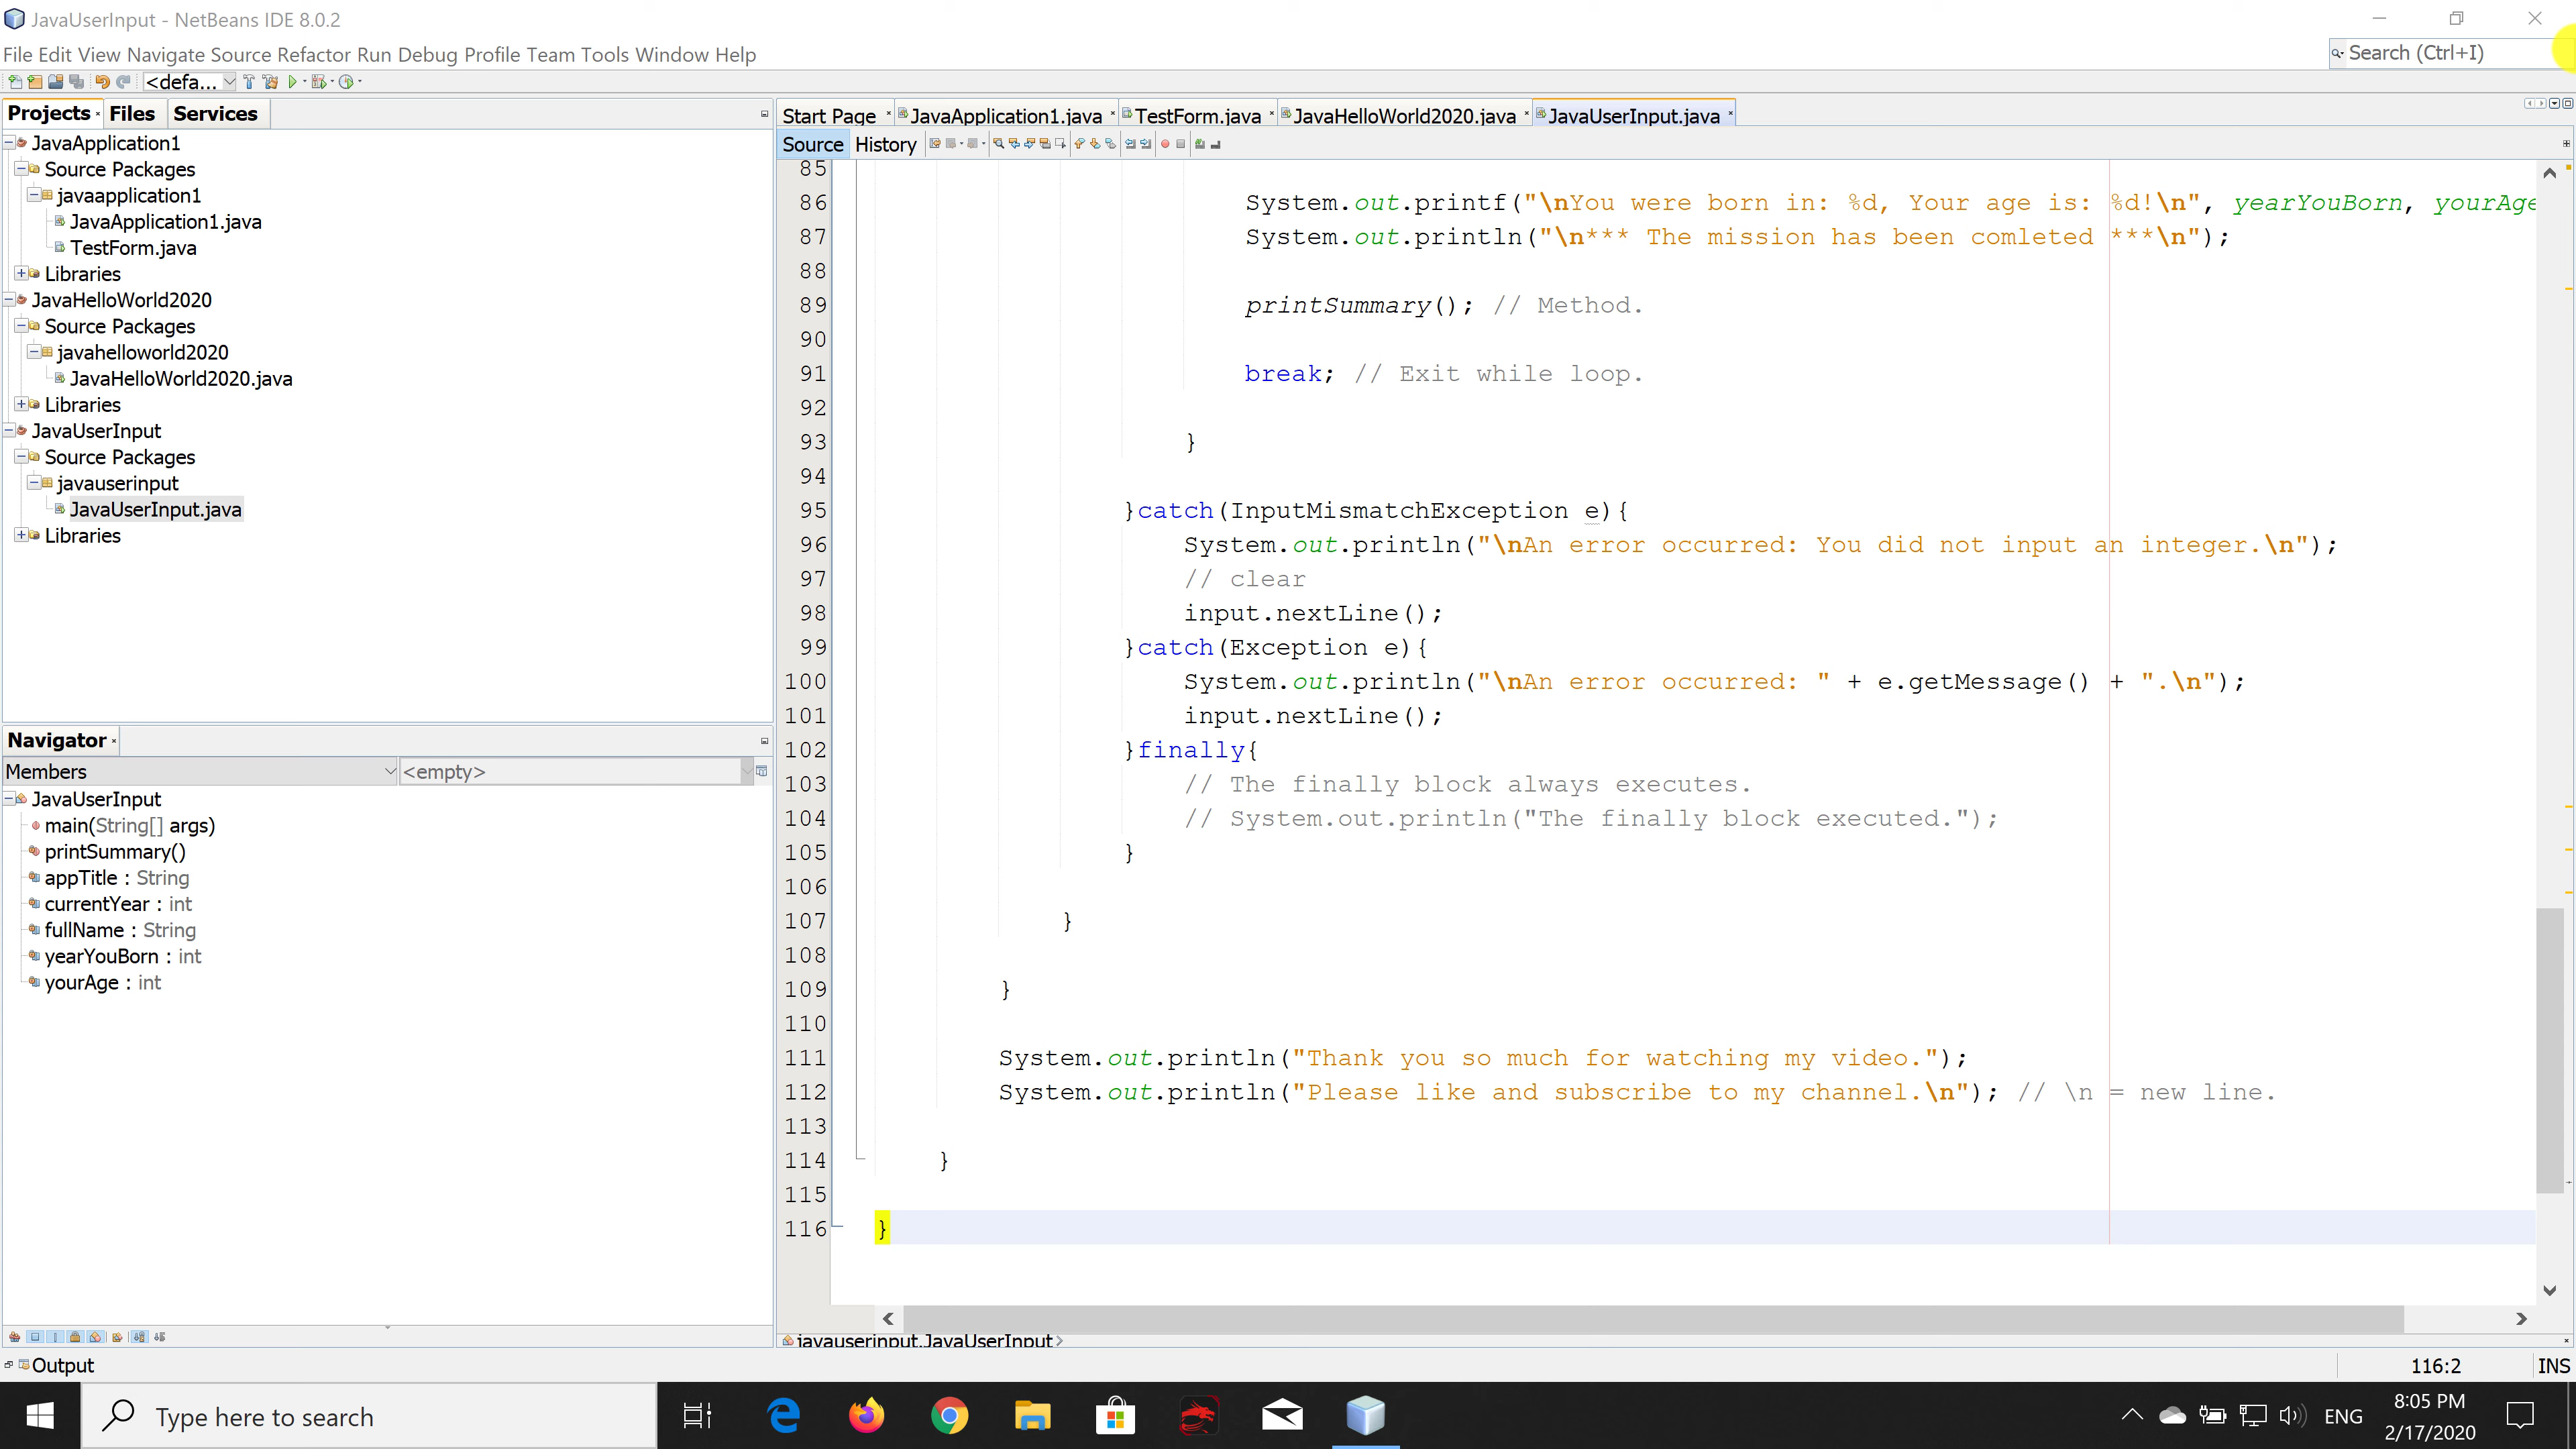 JavaUserInput - NetBeans IDE 8.0.2
File Edit View Navigate Source Refactor Run Debug Profile Team Tools Window Help
Search (Ctrl+I)
<defa...
Projects Files Services
JavaApplication1
Source Packages
javaapplication1
JavaApplication1.java
TestForm.java
Libraries
JavaHelloWorld2020
Source Packages
javahelloworld2020
JavaHelloWorld2020.java
Libraries
JavaUserInput
Source Packages
javauserinput
JavaUserInput.java
Libraries
Navigator
Members
<empty>
JavaUserInput
main(String[] args)
printSummary()
appTitle : String
currentYear : int
fullName : String
yearYouBorn : int
yourAge : int
Start Page JavaApplication1.java TestForm.java JavaHelloWorld2020.java JavaUserInput.java
Source History
85
86 System.out.printf("\nYou were born in: %d, Your age is: %d!\n", yearYouBorn, yourAge
87 System.out.println("\n*** The mission has been comleted ***\n");
88
89 printSummary(); // Method.
90
91 break; // Exit while loop.
92
93 }
94
95 }catch(InputMismatchException e){
96 System.out.println("\nAn error occurred: You did not input an integer.\n");
97 // clear
98 input.nextLine();
99 }catch(Exception e){
100 System.out.println("\nAn error occurred: " + e.getMessage() + ".\n");
101 input.nextLine();
102 }finally{
103 // The finally block always executes.
104 // System.out.println("The finally block executed.");
105 }
106
107 }
108
109 }
110
111 System.out.println("Thank you so much for watching my video.");
112 System.out.println("Please like and subscribe to my channel.\n"); // \n = new line.
113
114 }
115
116 }
javauserinput.JavaUserInput
Output
116:2 INS
Type here to search
ENG
8:05 PM
2/17/2020